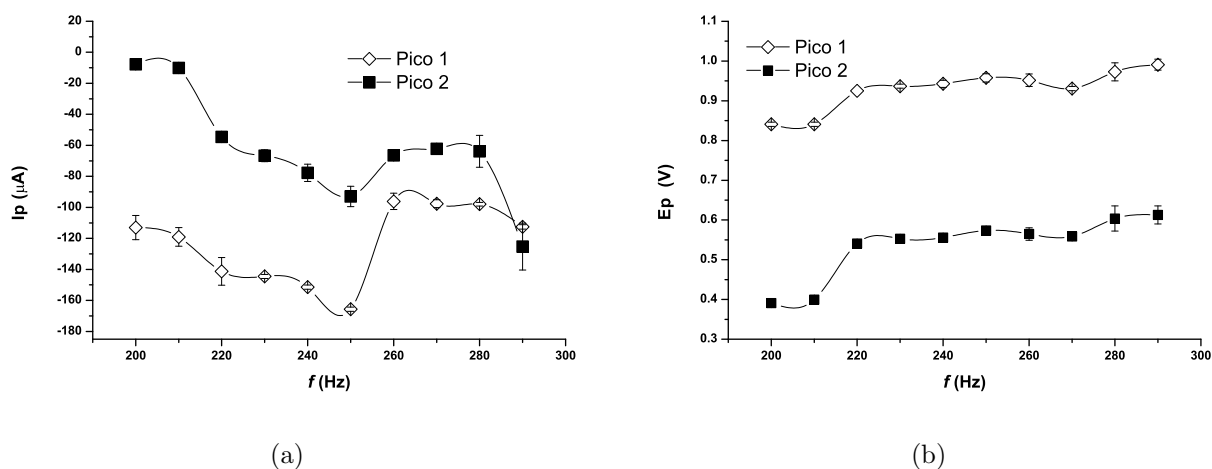 20
0
-20
-40
-60
-80
-100
-120
-140
-160
-180
Ip (μA)
Pico 1
Pico 2
200 220 240 260 280 300
f (Hz)
(a)
1.1
1.0
0.9
0.8
0.7
0.6
0.5
0.4
0.3
Ep (V)
Pico 1
Pico 2
200 220 240 260 280 300
f (Hz)
(b)